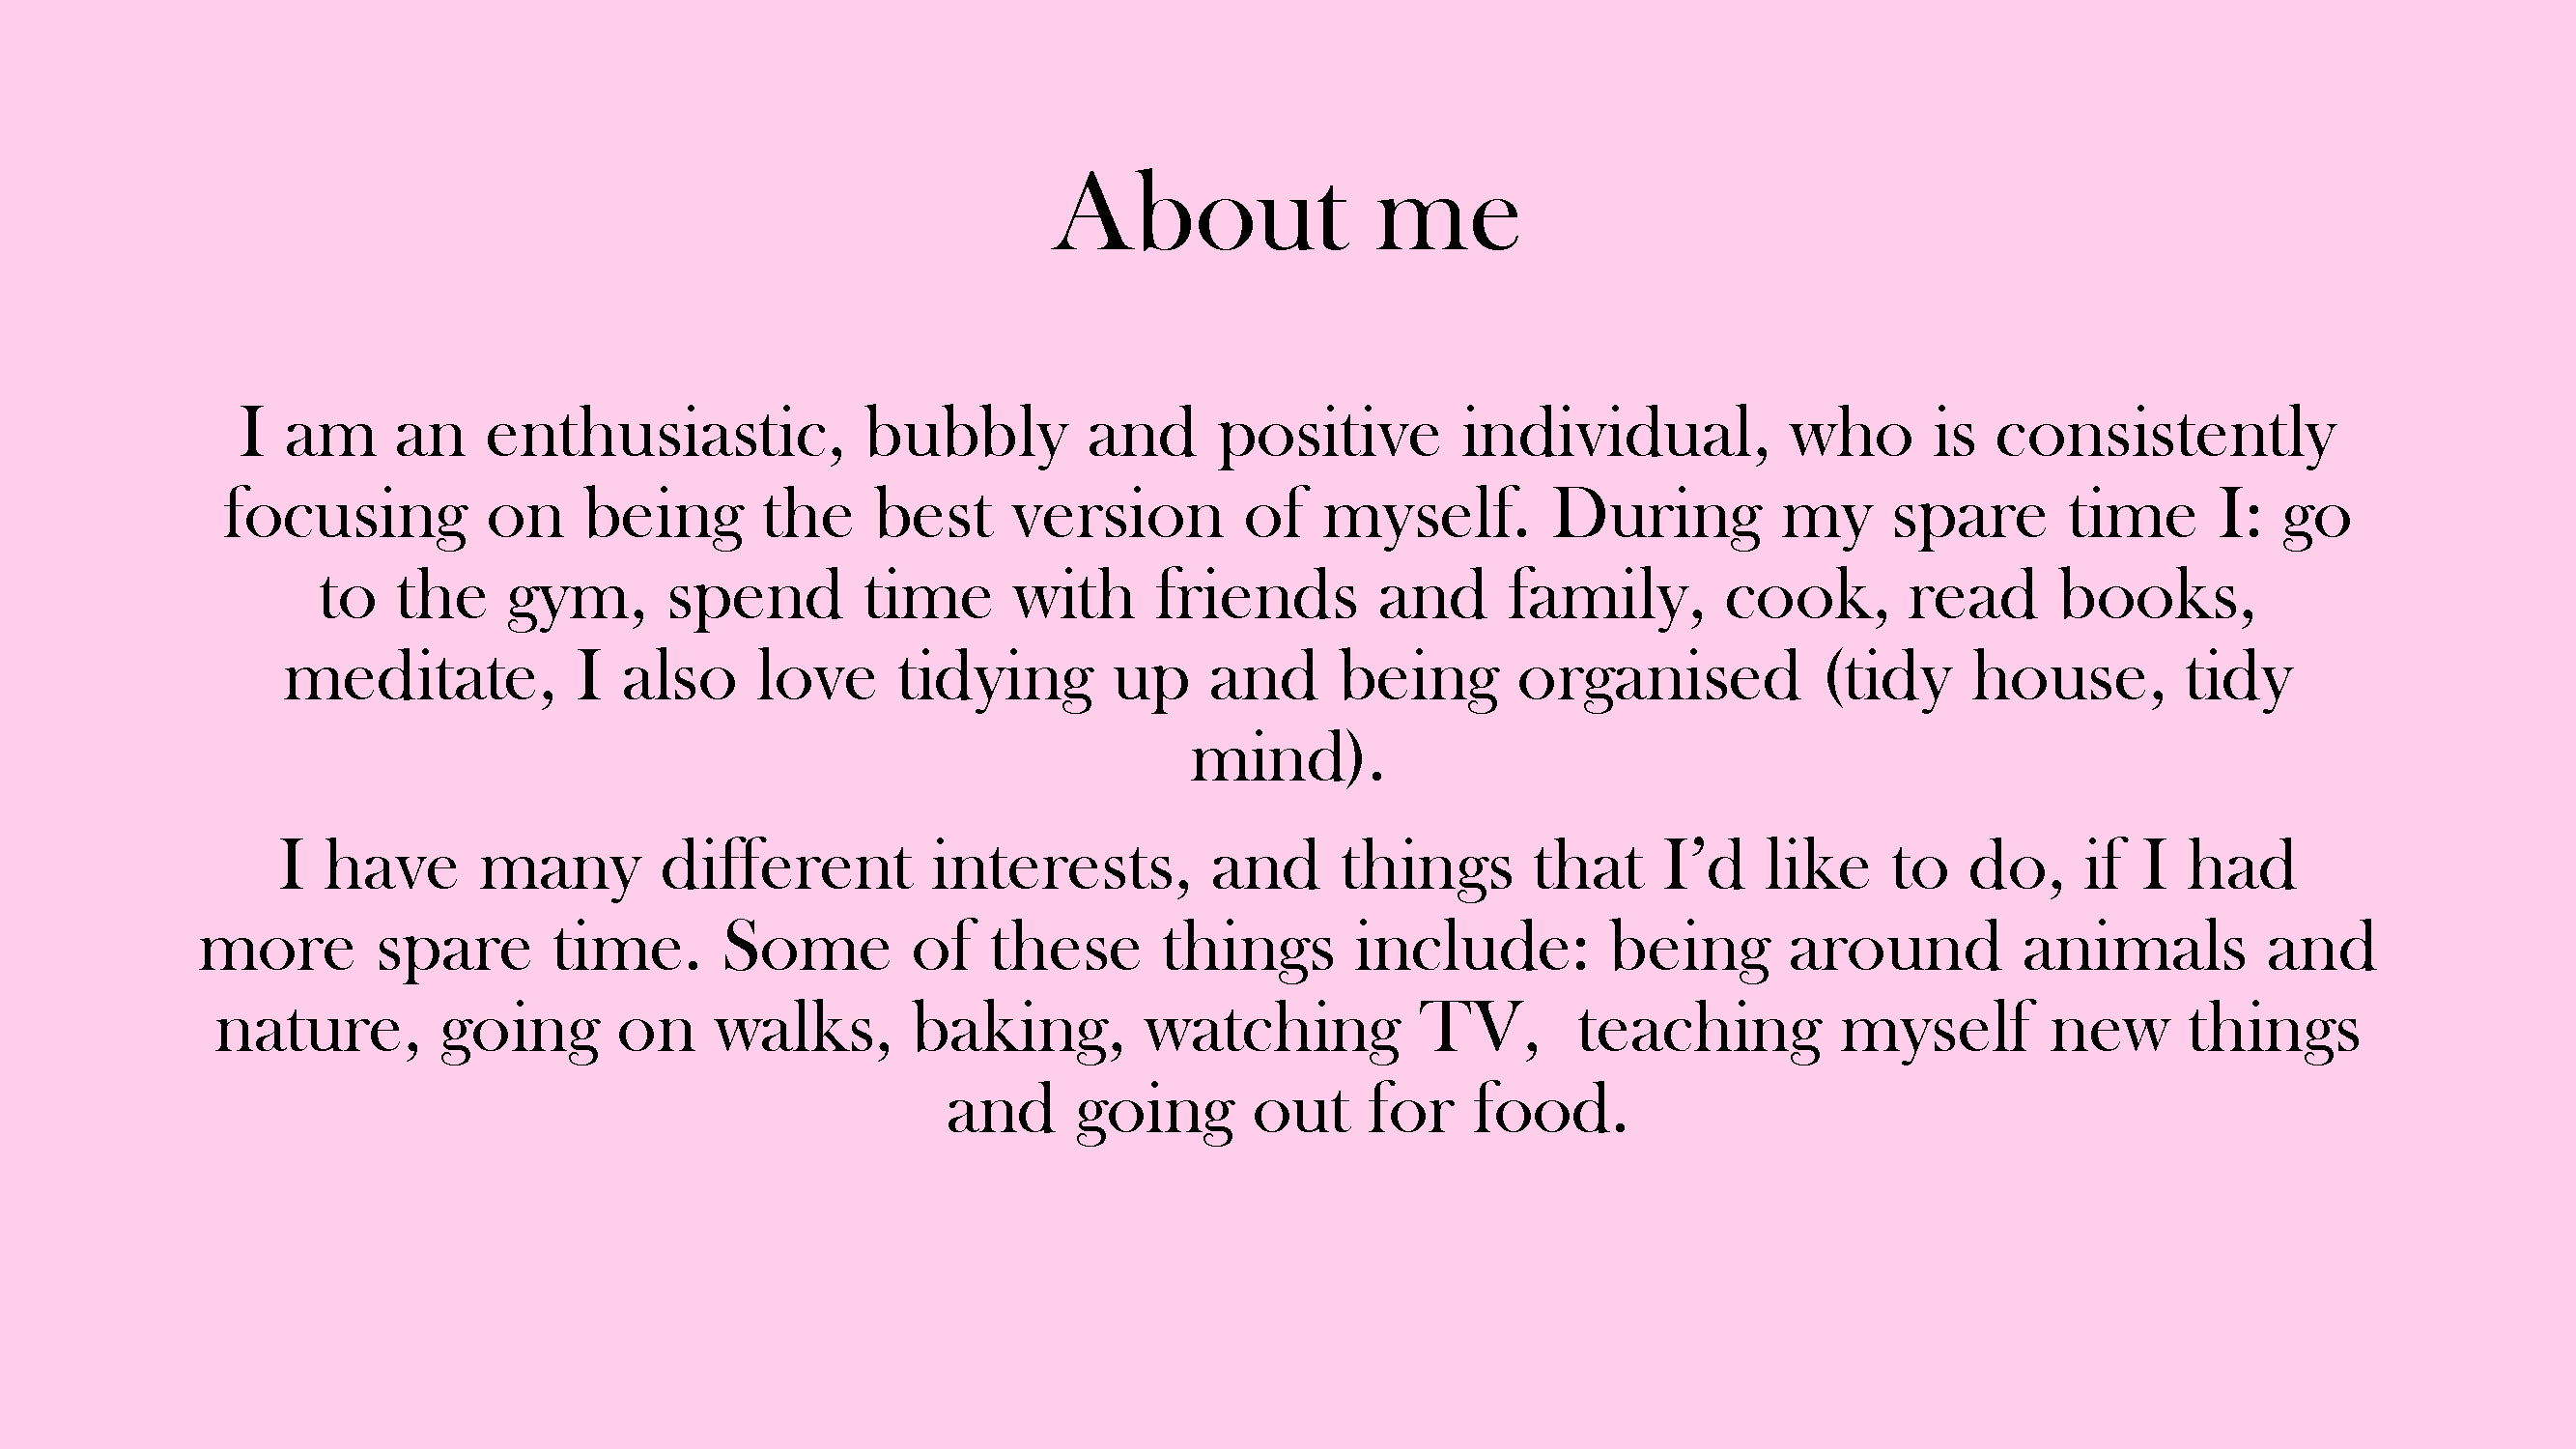 About me
I am an enthusiastic, bubbly and positive individual, who is consistently
focusing on being the best version of myself. During my spare time I: go
to the gym, spend time with friends and family, cook, read books,
meditate, I also love tidying up and being organised (tidy house, tidy
mind).
I have many different interests, and things that I’d like to do, if I had
more spare time. Some of these things include: being around animals and
nature, going on walks, baking, watching TV, teaching myself new things
and going out for food.